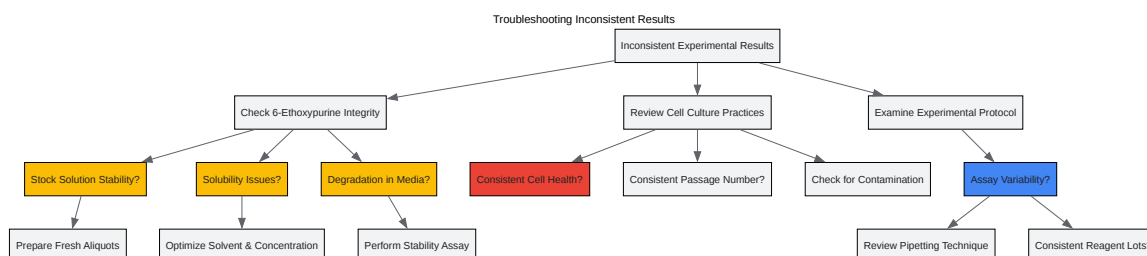 Troubleshooting Inconsistent Results
Inconsistent Experimental Results
Check 6-Ethoxypurine Integrity
Review Cell Culture Practices
Examine Experimental Protocol
Stock Solution Stability?
Solubility Issues?
Degradation in Media?
Consistent Cell Health?
Consistent Passage Number?
Check for Contamination
Assay Variability?
Prepare Fresh Aliquots
Optimize Solvent & Concentration
Perform Stability Assay
Review Pipetting Technique
Consistent Reagent Lots